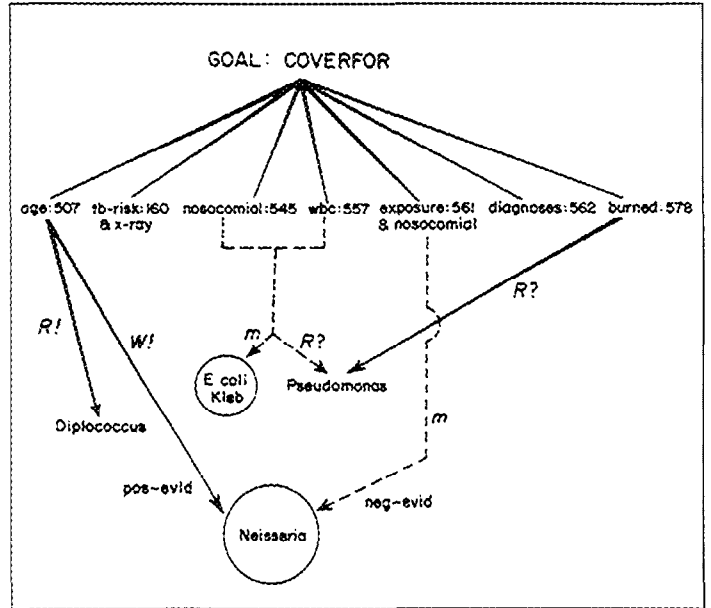 GOAL: COVERFOR
age:507 tb-risk:160 nosocomial:545 wbc:557 exposure:561 diagnoses:562 burned:578
& x-ray & nosocomial
R! W! m R? R?
E coli
Kleb
Pseudomonas
Diplococcus
m
pos-evid neg-evid
Neisseria